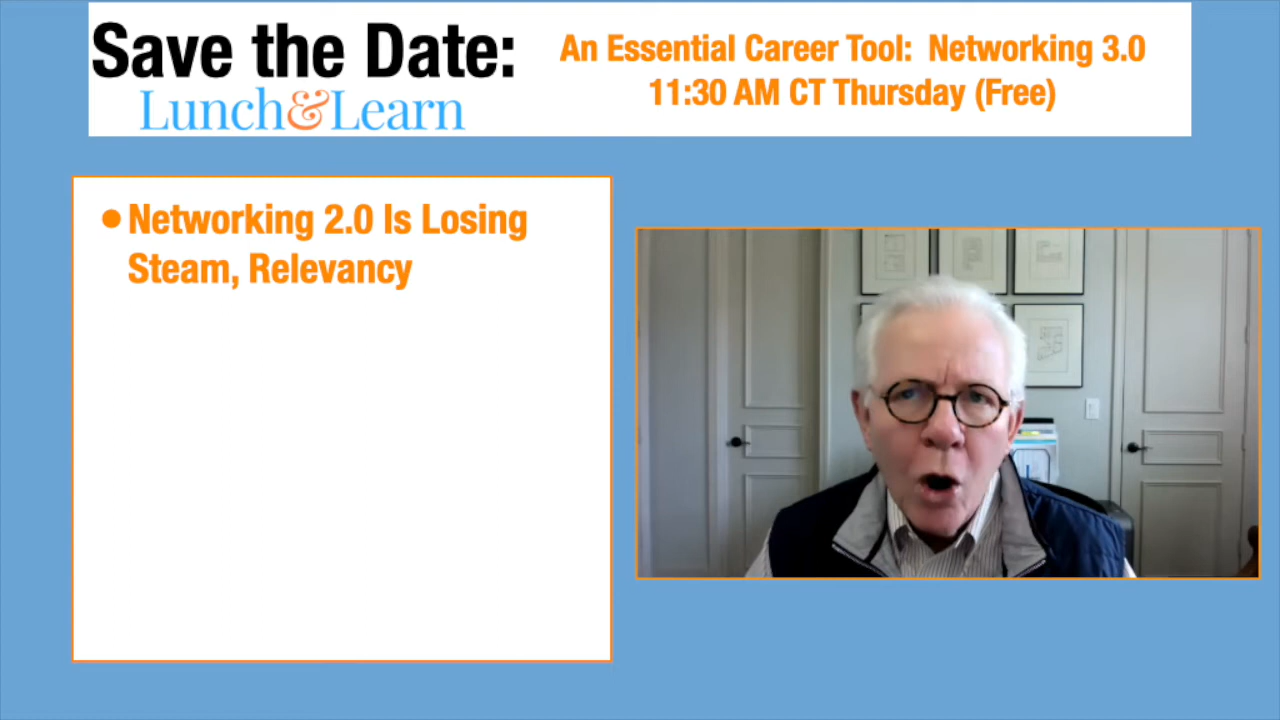 Save the Date:
Lunch&Learn
An Essential Career Tool: Networking 3.0
11:30 AM CT Thursday (Free)
• Networking 2.0 Is Losing
Steam, Relevancy